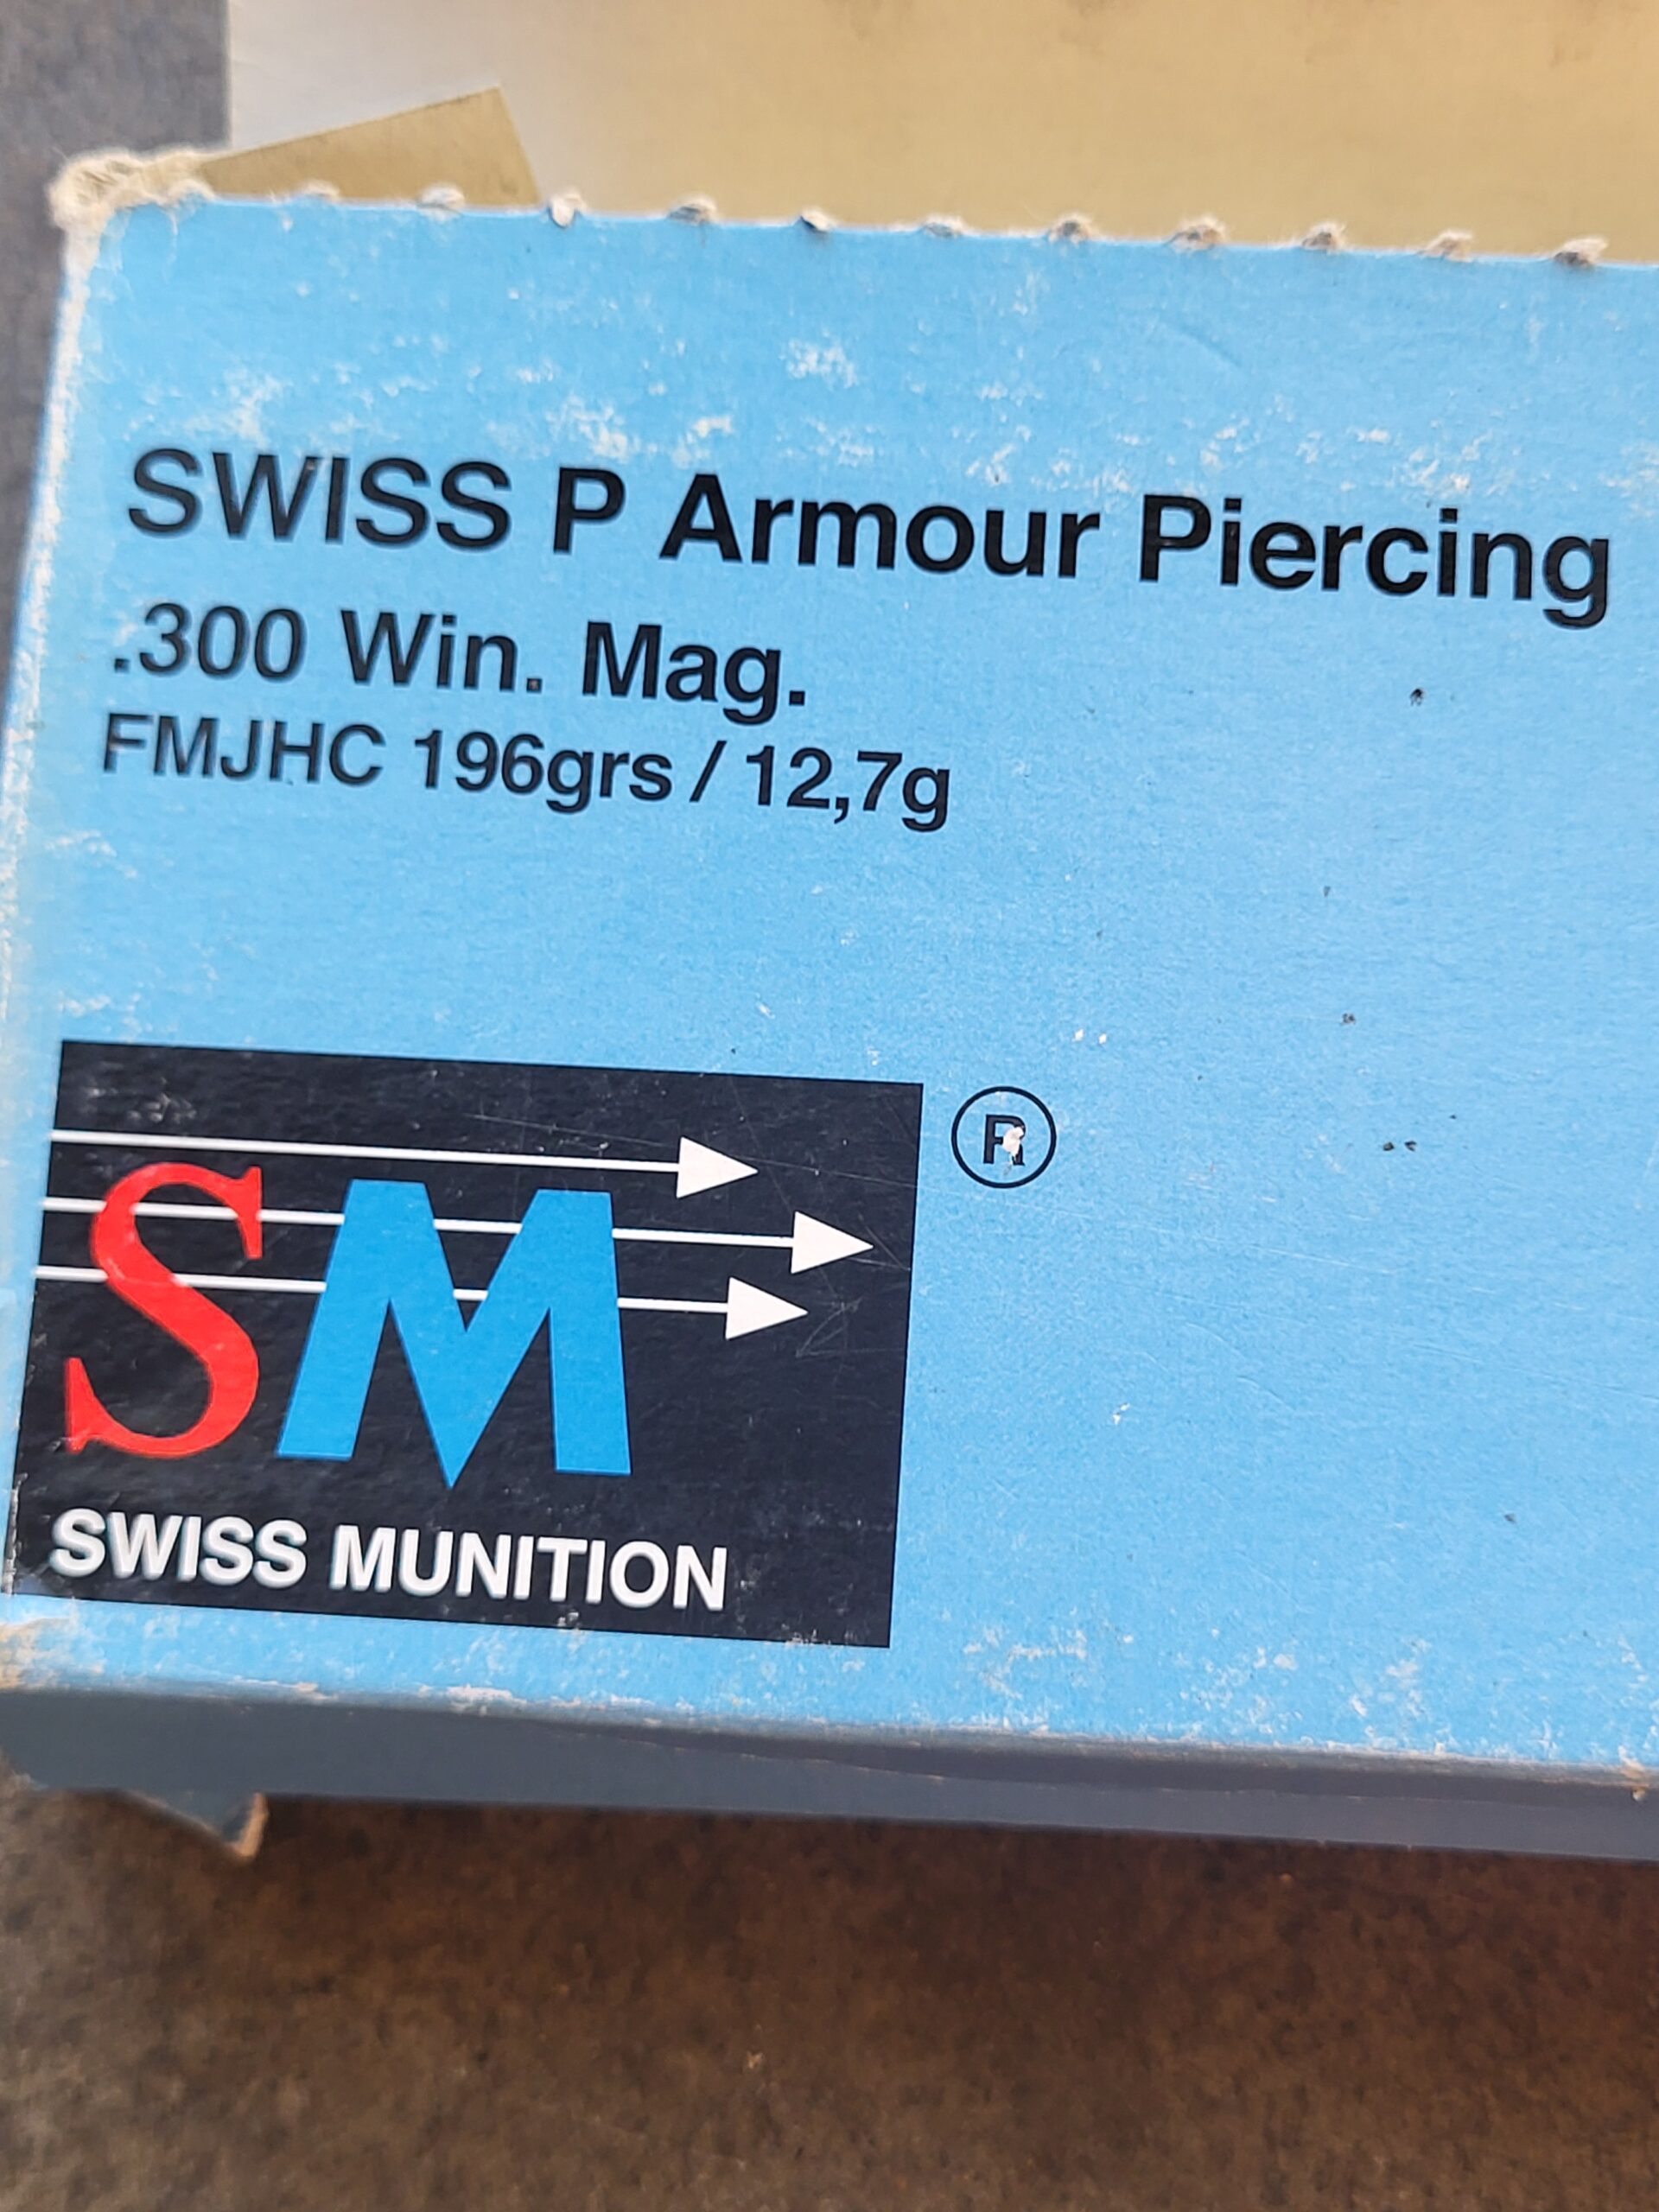 SWISS P Armour Piercing
.300 Win. Mag.
FMJHC 196grs / 12,7g
®
SM
SWISS MUNITION